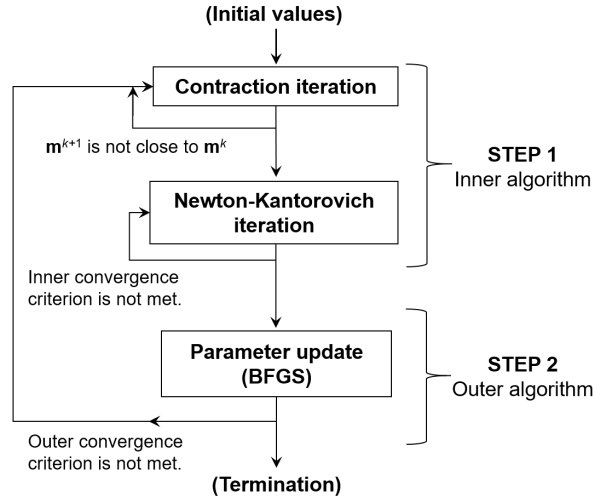 (Initial values)
Contraction iteration
m^{k+1} is not close to m^k
STEP 1
Inner algorithm
Newton-Kantorovich
iteration
Inner convergence
criterion is not met.
Parameter update
(BFGS)
STEP 2
Outer algorithm
Outer convergence
criterion is not met.
(Termination)